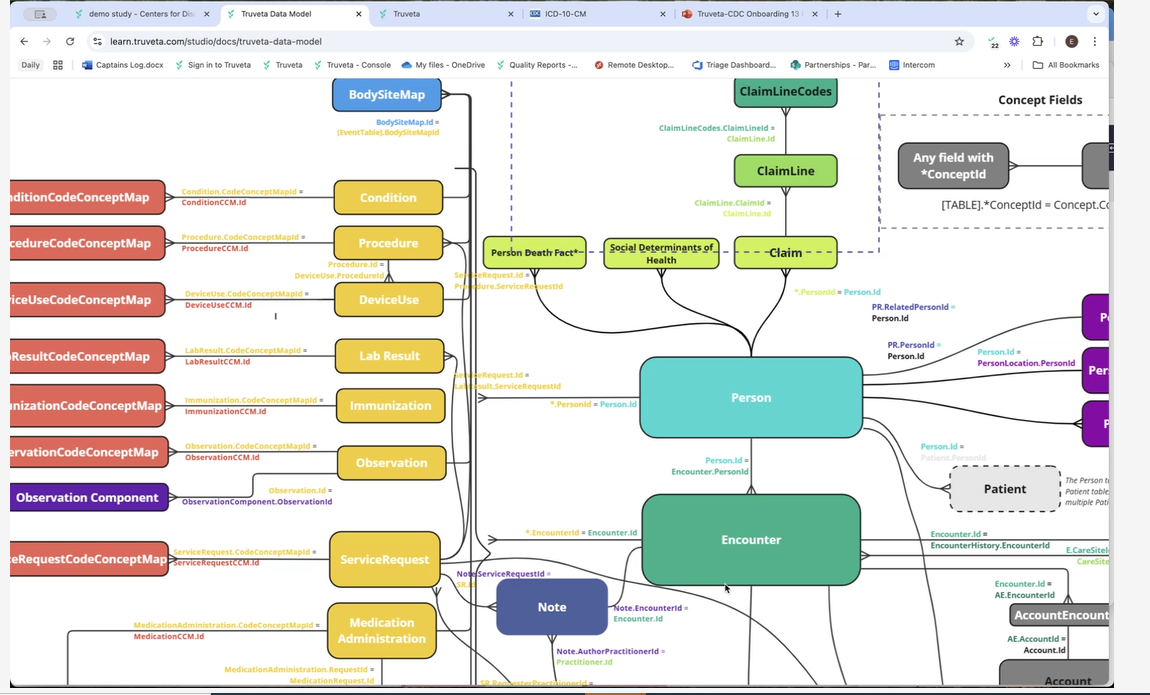 demo study - Centers for Dis
Truveta Data Model
Truveta
ICD-10-CM
Truveta-CDC Onboarding 13
learn.truveta.com/studio/docs/truveta-data-model
22
E
Daily
Captains Log.docx
Sign in to Truveta
Truveta
Truveta - Console
My files - OneDrive
Quality Reports -...
Remote Desktop...
Triage Dashboard...
Partnerships - Par...
Intercom
All Bookmarks
BodySiteMap
BodySiteMap.Id =
[EventTable].BodySiteMapId
ClaimLineCodes
ClaimLineCodes.ClaimLineId =
ClaimLine.Id
ClaimLine
ClaimLine.ClaimId =
ClaimLine.Id
Concept Fields
Any field with
*ConceptId
[TABLE].*ConceptId = Concept.Co
nditionCodeConceptMap
Condition.CodeConceptMapId =
ConditionCCM.Id
Condition
cedureCodeConceptMap
Procedure.CodeConceptMapId =
ProcedureCCM.Id
Procedure
Procedure.Id =
DeviceUse.ProcedureId
ServiceRequest.Id =
Procedure.ServiceRequestId
Person Death Fact*
Social Determinants of
Health
Claim
*.PersonId = Person.Id
viceUseCodeConceptMap
DeviceUse.CodeConceptMapId =
DeviceUseCCM.Id
DeviceUse
PR.RelatedPersonId =
Person.Id
PR.PersonId =
Person.Id
Person.Id =
PersonLocation.PersonId
P
Per
P
bResultCodeConceptMap
LabResult.CodeConceptMapId =
LabResultCCM.Id
Lab Result
ServiceRequest.Id =
LabResult.ServiceRequestId
*.PersonId = Person.Id
Person
nizationCodeConceptMap
Immunization.CodeConceptMapId =
ImmunizationCCM.Id
Immunization
ervationCodeConceptMap
Observation.CodeConceptMapId =
ObservationCCM.Id
Observation
Person.Id =
Encounter.PersonId
Person.Id =
Patient.PersonId
Patient
The Person t
Patient table,
multiple Pati
Observation Component
Observation.Id =
ObservationComponent.ObservationId
*.EncounterId = Encounter.Id
Encounter
Encounter.Id =
EncounterHistory.EncounterId
E.CareSiteI
CareSite
ceRequestCodeConceptMap
ServiceRequest.CodeConceptMapId =
ServiceRequestCCM.Id
ServiceRequest
Note.ServiceRequestId =
SR.Id
Note
Note.EncounterId =
Encounter.Id
Encounter.Id =
AE.EncounterId
AccountEncount
MedicationAdministration.CodeConceptMapId =
MedicationCCM.Id
Medication
Administration
Note.AuthorPractitionerId =
Practitioner.Id
AE.AccountId =
Account.Id
MedicationAdministration.RequestId =
MedicationRequest.Id
SR.RequesterPractitionerId =
Account